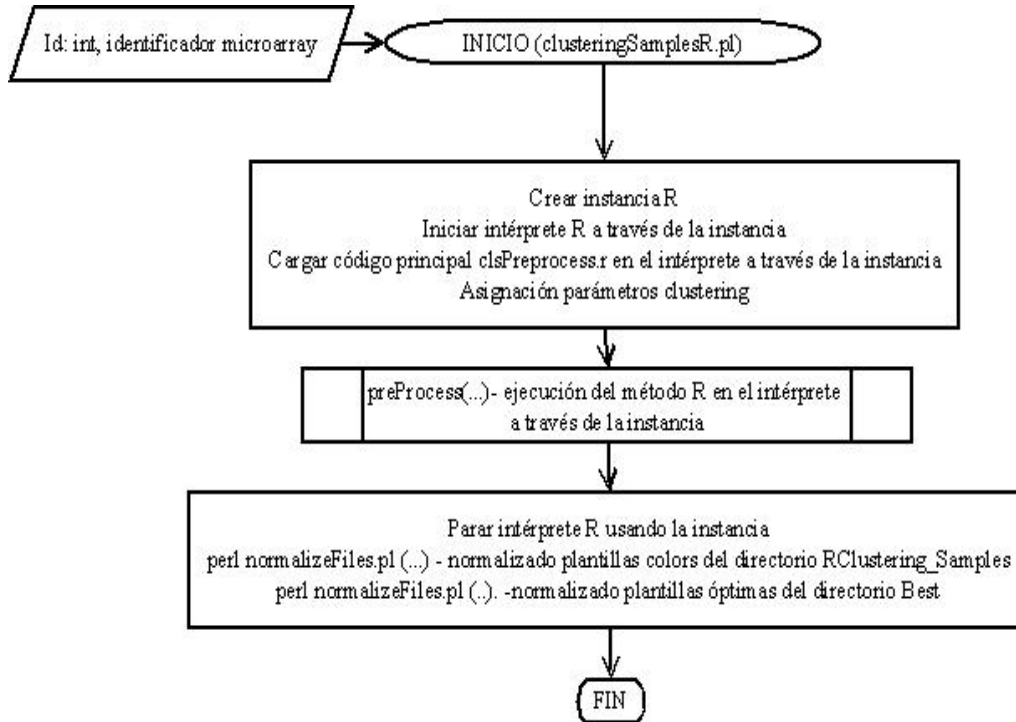 Id: int, identificador microarray
INICIO (clusteringSamplesR.pl)
Crear instancia R
Iniciar intérprete R a través de la instancia
Cargar código principal clsPreprocess.r en el intérprete a través de la instancia
Asignación parámetros clustering
preProcess(...)- ejecución del método R en el intérprete
a través de la instancia
Parar intérprete R usando la instancia
perl normalizeFiles.pl (...) - normalizado plantillas colors del directorio RClustering_Samples
perl normalizeFiles.pl (..). -normalizado plantillas óptimas del directorio Best
FIN